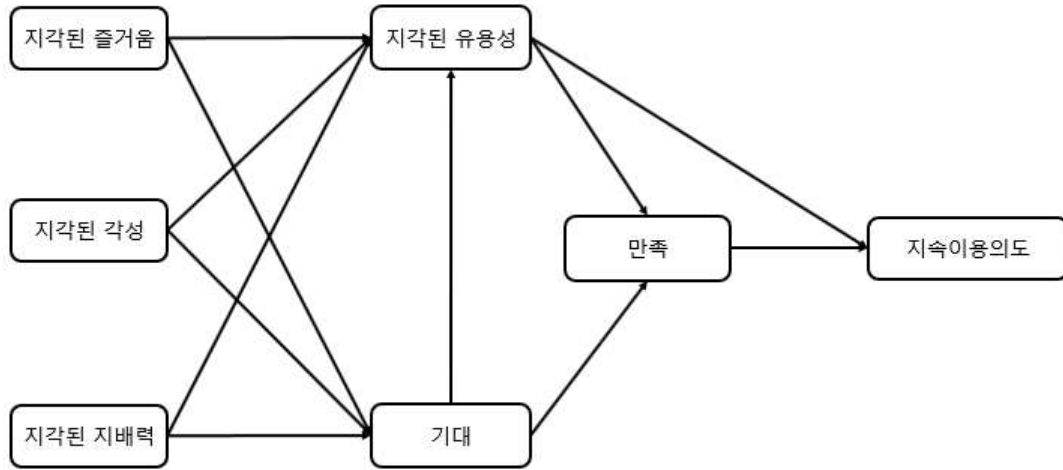 지각된 즐거움
지각된 유용성
지각된 각성
만족
지속이용의도
지각된 지배력
기대